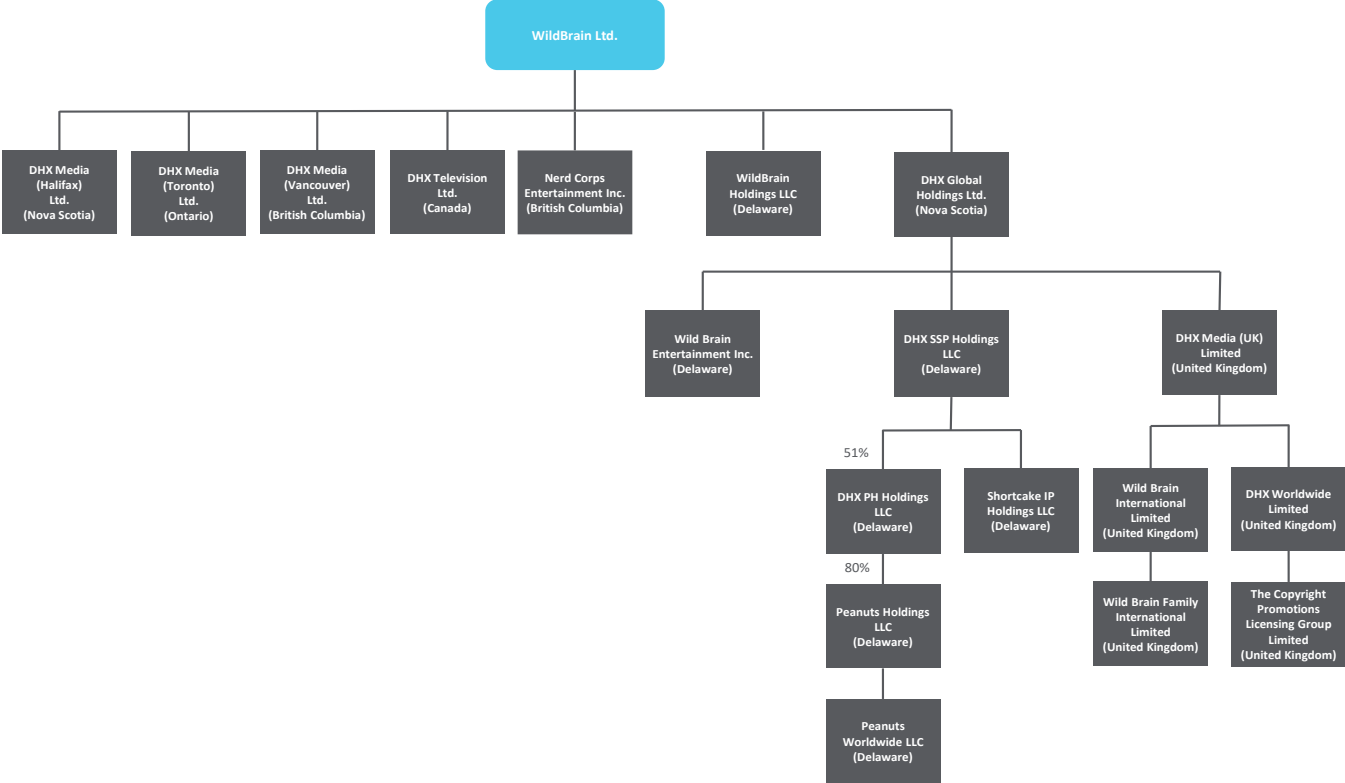 WildBrain Ltd.
DHX Media
(Halifax)
Ltd.
(Nova Scotia)
DHX Media
(Toronto)
Ltd.
(Ontario)
DHX Media
(Vancouver)
Ltd.
(British Columbia)
DHX Television
Ltd.
(Canada)
Nerd Corps
Entertainment Inc.
(British Columbia)
WildBrain
Holdings LLC
(Delaware)
DHX Global
Holdings Ltd.
(Nova Scotia)
Wild Brain
Entertainment Inc.
(Delaware)
DHX SSP Holdings
LLC
(Delaware)
DHX Media (UK)
Limited
(United Kingdom)
51%
DHX PH Holdings
LLC
(Delaware)
Shortcake IP
Holdings LLC
(Delaware)
Wild Brain
International
Limited
(United Kingdom)
DHX Worldwide
Limited
(United Kingdom)
80%
Peanuts Holdings
LLC
(Delaware)
Wild Brain Family
International
Limited
(United Kingdom)
The Copyright
Promotions
Licensing Group
Limited
(United Kingdom)
Peanuts
Worldwide LLC
(Delaware)